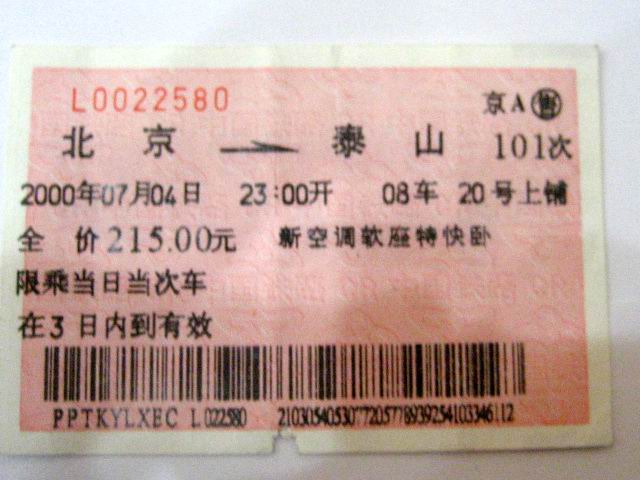 L0022580
京A㊢售
北京 → 泰山 101次
2000年07月04日 23:00开 08车 20号上铺
全价215.00元 新空调软座特快卧
限乘当日当次车
在3日内到有效
PPTKYLXEC L022580